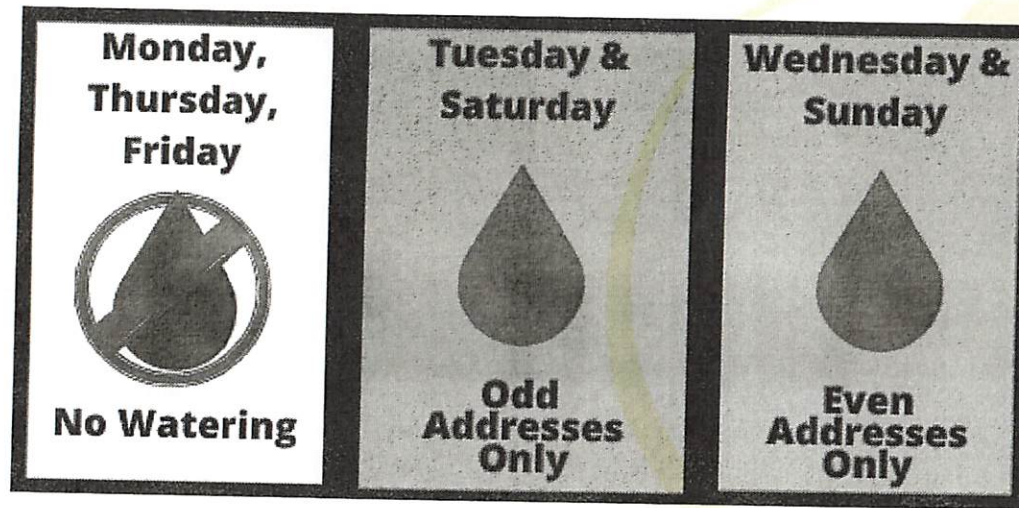 Monday,
Thursday,
Friday
No Watering
Tuesday &
Saturday
Odd
Addresses
Only
Wednesday &
Sunday
Even
Addresses
Only